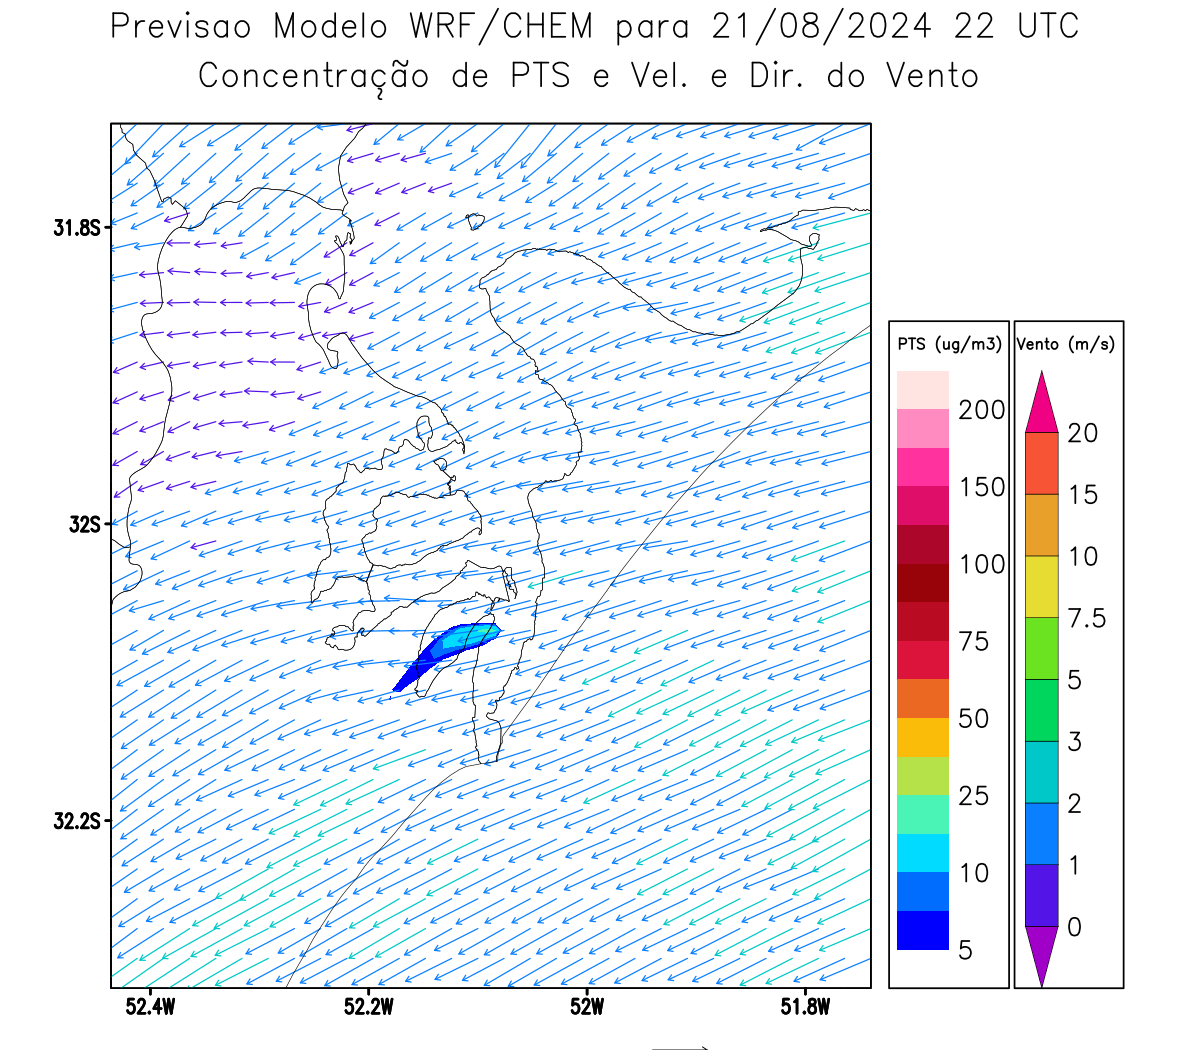 Previsao Modelo WRF/CHEM para 21/08/2024 22 UTC
Concentração de PTS e Vel. e Dir. do Vento
31.8S
32S
32.2S
52.4W 52.2W 52W 51.8W
PTS (ug/m3)
200
150
100
75
50
25
10
5
Vento (m/s)
20
15
10
7.5
5
3
2
1
0